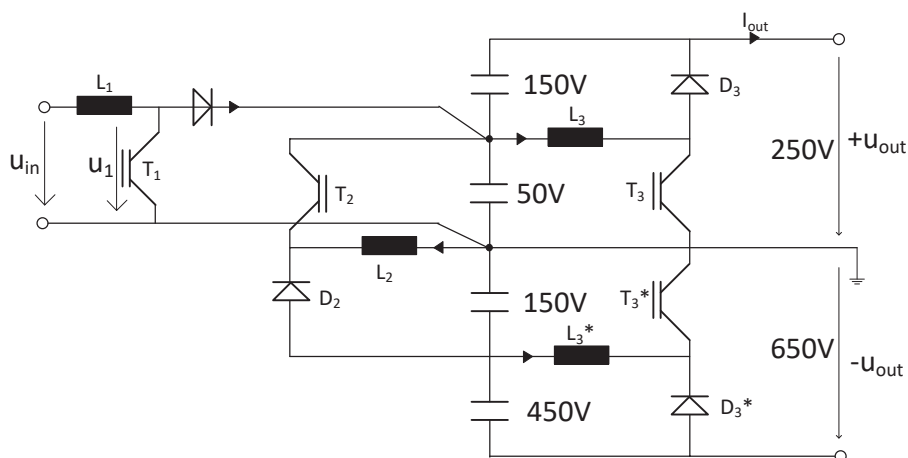 I_out
L₁
150V
D₃
L₃
u_in
u₁
T₁
T₂
50V
T₃
250V
+u_out
L₂
D₂
150V
T₃*
L₃*
650V
-u_out
450V
D₃*